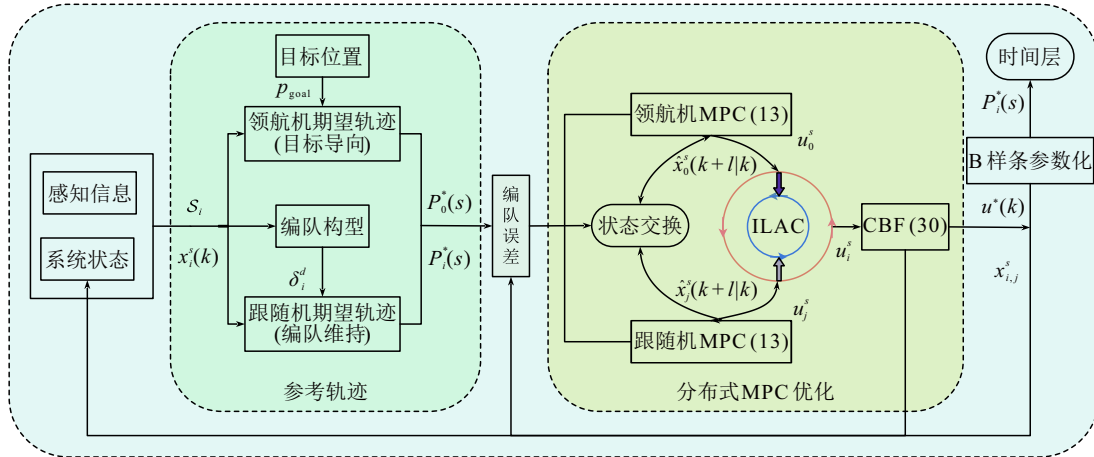 目标位置
p_goal
领航机期望轨迹
(目标导向)
感知信息
系统状态
S_i
x_i^s(k)
编队构型
δ_i^d
跟随机期望轨迹
(编队维持)
参考轨迹
P_0^*(s)
P_i^*(s)
编队误差
领航机MPC(13)
u_0^s
x̂_0^s(k+l|k)
状态交换
ILAC
x̂_j^s(k+l|k)
u_j^s
跟随机MPC(13)
分布式MPC优化
u_i^s
CBF(30)
时间层
P_i^*(s)
B样条参数化
u^*(k)
x_{i,j}^s